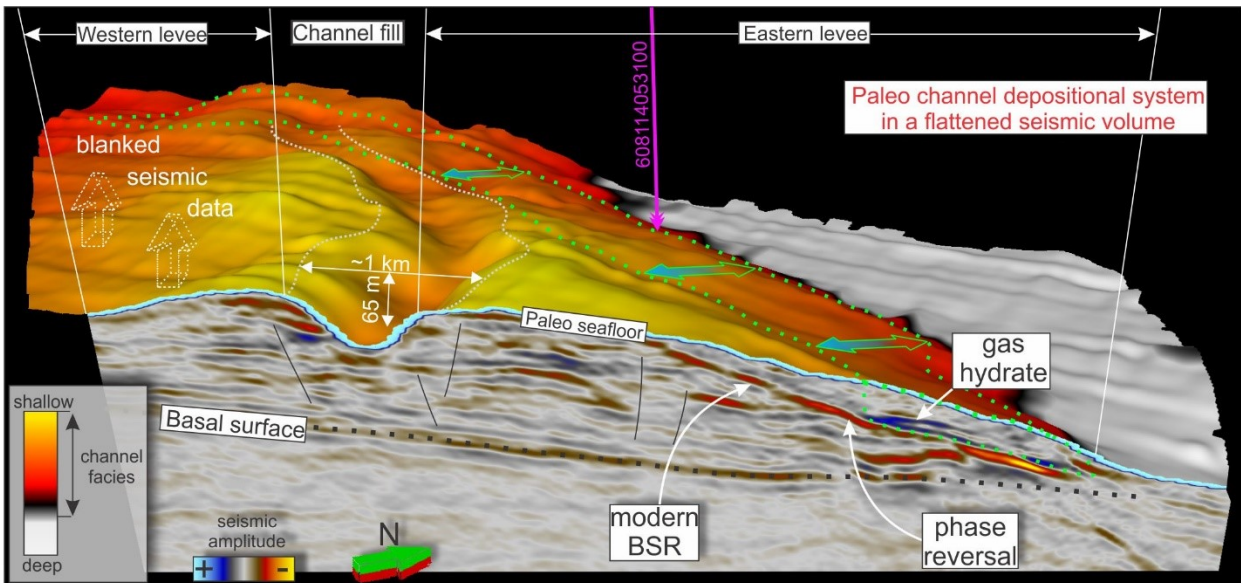 Western levee
Channel fill
Eastern levee
608114053100
Paleo channel depositional system
in a flattened seismic volume
blanked
seismic
data
~1 km
65 m
Paleo seafloor
gas
hydrate
shallow
channel
facies
deep
Basal surface
modern
BSR
phase
reversal
seismic
amplitude
+
-
N